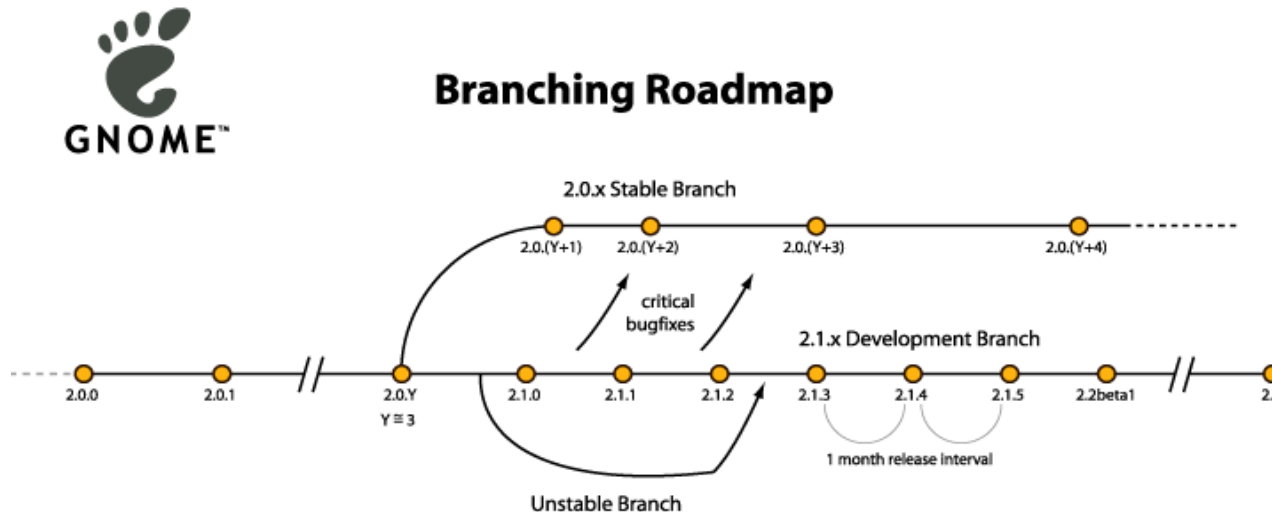 GNOME™
Branching Roadmap
2.0.x Stable Branch
2.0.(Y+1) 2.0.(Y+2) 2.0.(Y+3) 2.0.(Y+4)
critical
bugfixes
2.1.x Development Branch
2.0.0 2.0.1 2.0.Y 2.1.0 2.1.1 2.1.2 2.1.3 2.1.4 2.1.5 2.2beta1
Y≅3
1 month release interval
Unstable Branch